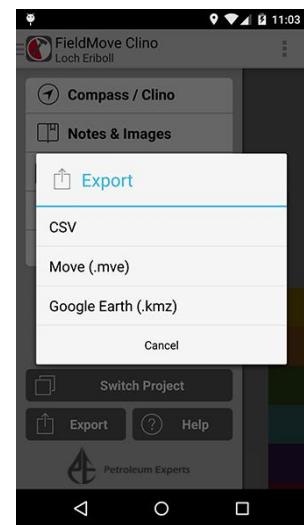 11:03
FieldMove Clino
Loch Eriboll
Compass / Clino
Notes & Images
Export
CSV
Move (.mve)
Google Earth (.kmz)
Cancel
Switch Project
Export
Help
Petroleum Experts